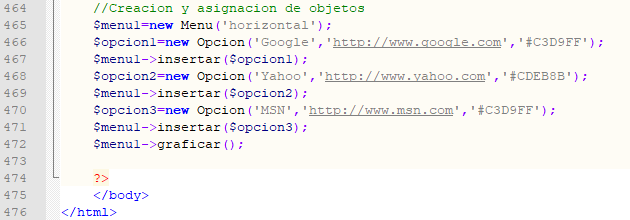 464 //Creacion y asignacion de objetos
465 $menu1=new Menu('horizontal');
466 $opcion1=new Opcion('Google','http://www.google.com','#C3D9FF');
467 $menu1->insertar($opcion1);
468 $opcion2=new Opcion('Yahoo','http://www.yahoo.com','#CDEB8B');
469 $menu1->insertar($opcion2);
470 $opcion3=new Opcion('MSN','http://www.msn.com','#C3D9FF');
471 $menu1->insertar($opcion3);
472 $menu1->graficar();
473
474 ?>
475 </body>
476 </html>